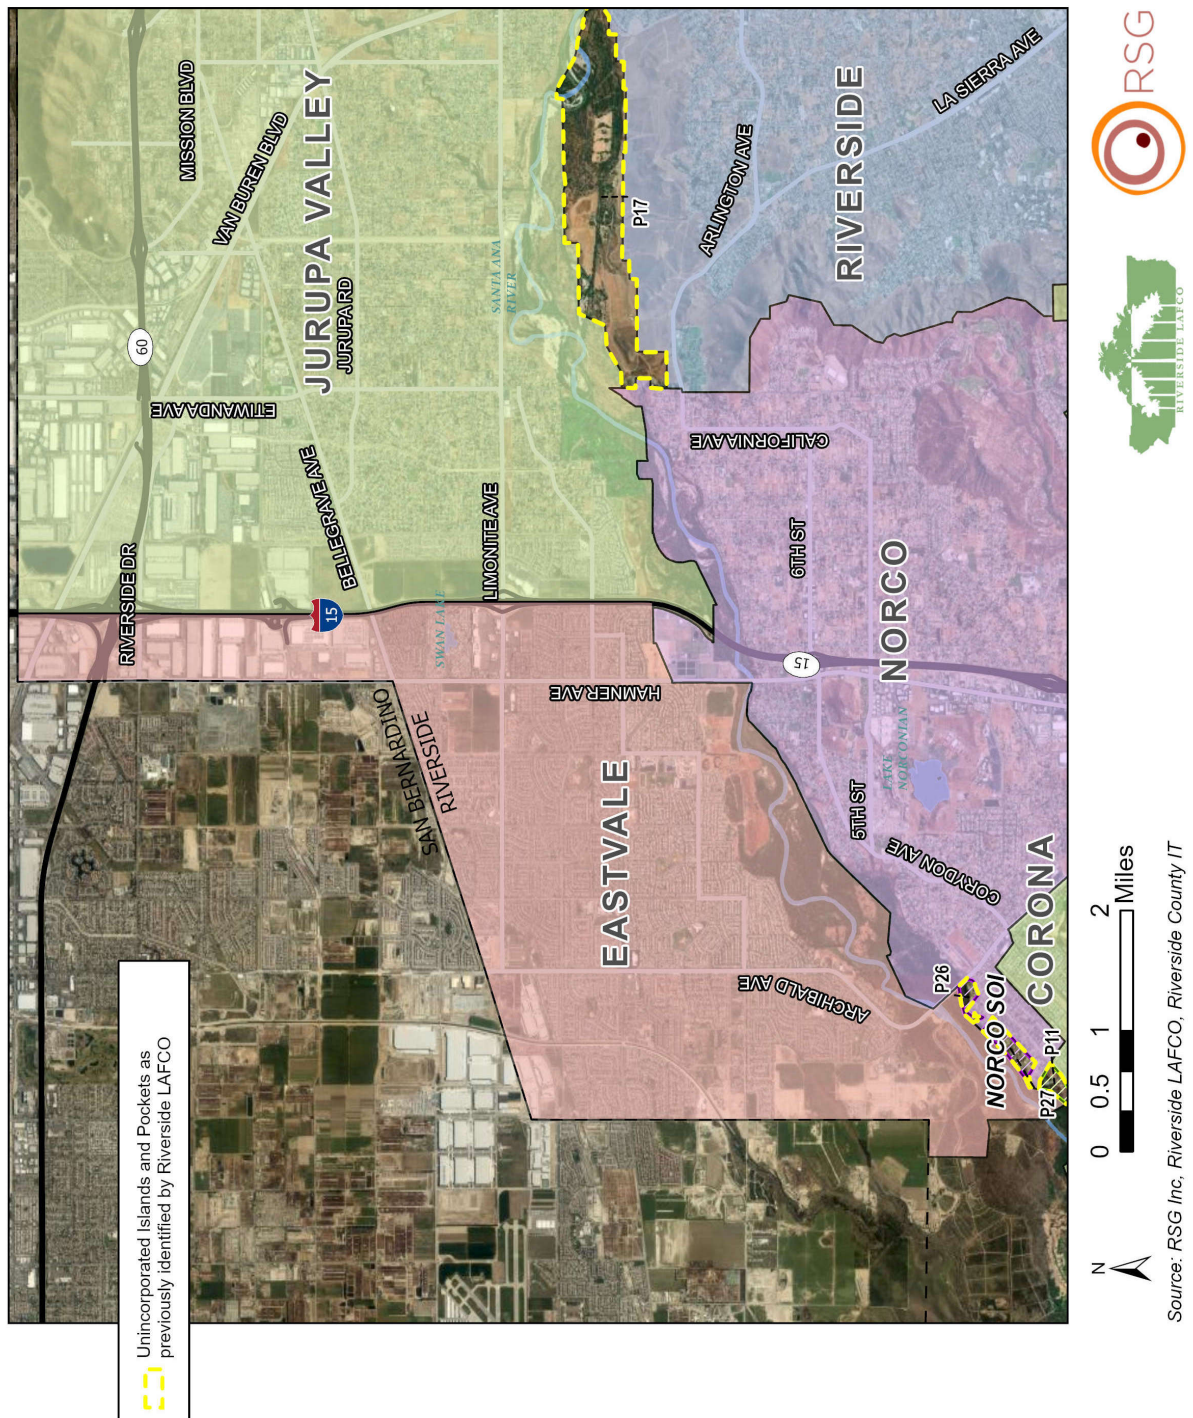 Unincorporated Islands and Pockets as
previously identified by Riverside LAFCO
RIVERSIDE DR
60
MISSION BLVD
VAN BUREN BLVD
ETIWANDA AVE
JURUPA VALLEY
JURUPA RD
BELLEGRAVE AVE
15
SAN BERNARDINO
RIVERSIDE
SWAN LAKE
LIMONITE AVE
SANTA ANA
RIVER
HAMNER AVE
EASTVALE
ARCHIBALD AVE
P17
CALIFORNIA AVE
ARLINGTON AVE
6TH ST
15
RIVERSIDE
5TH ST
NORCO
LAKE
NORCONIAN
LA SIERRA AVE
CORYDON AVE
P26
NORCO SOI
CORONA
P27
P11
N
0 0.5 1 2
Miles
Source: RSG Inc, Riverside LAFCO, Riverside County IT
RIVERSIDE LAFCO
RSG